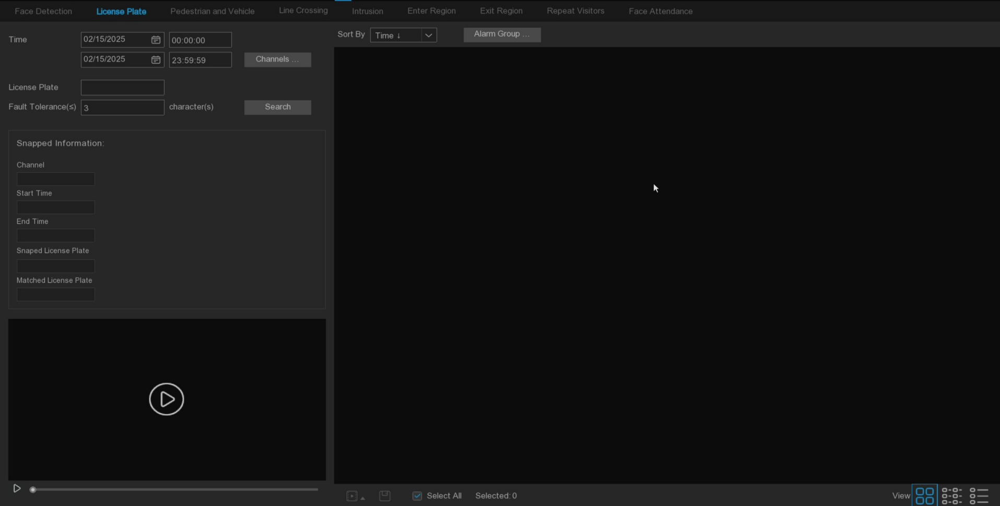 Face Detection License Plate Pedestrian and Vehicle Line Crossing Intrusion Enter Region Exit Region Repeat Visitors Face Attendance
Time 02/15/2025 00:00:00
02/15/2025 23:59:59 Channels ...
License Plate
Fault Tolerance(≤) 3 character(s) Search
Snapped Information:
Channel
Start Time
End Time
Snaped License Plate
Matched License Plate
Sort By Time ↓ Alarm Group ...
Select All Selected: 0 View